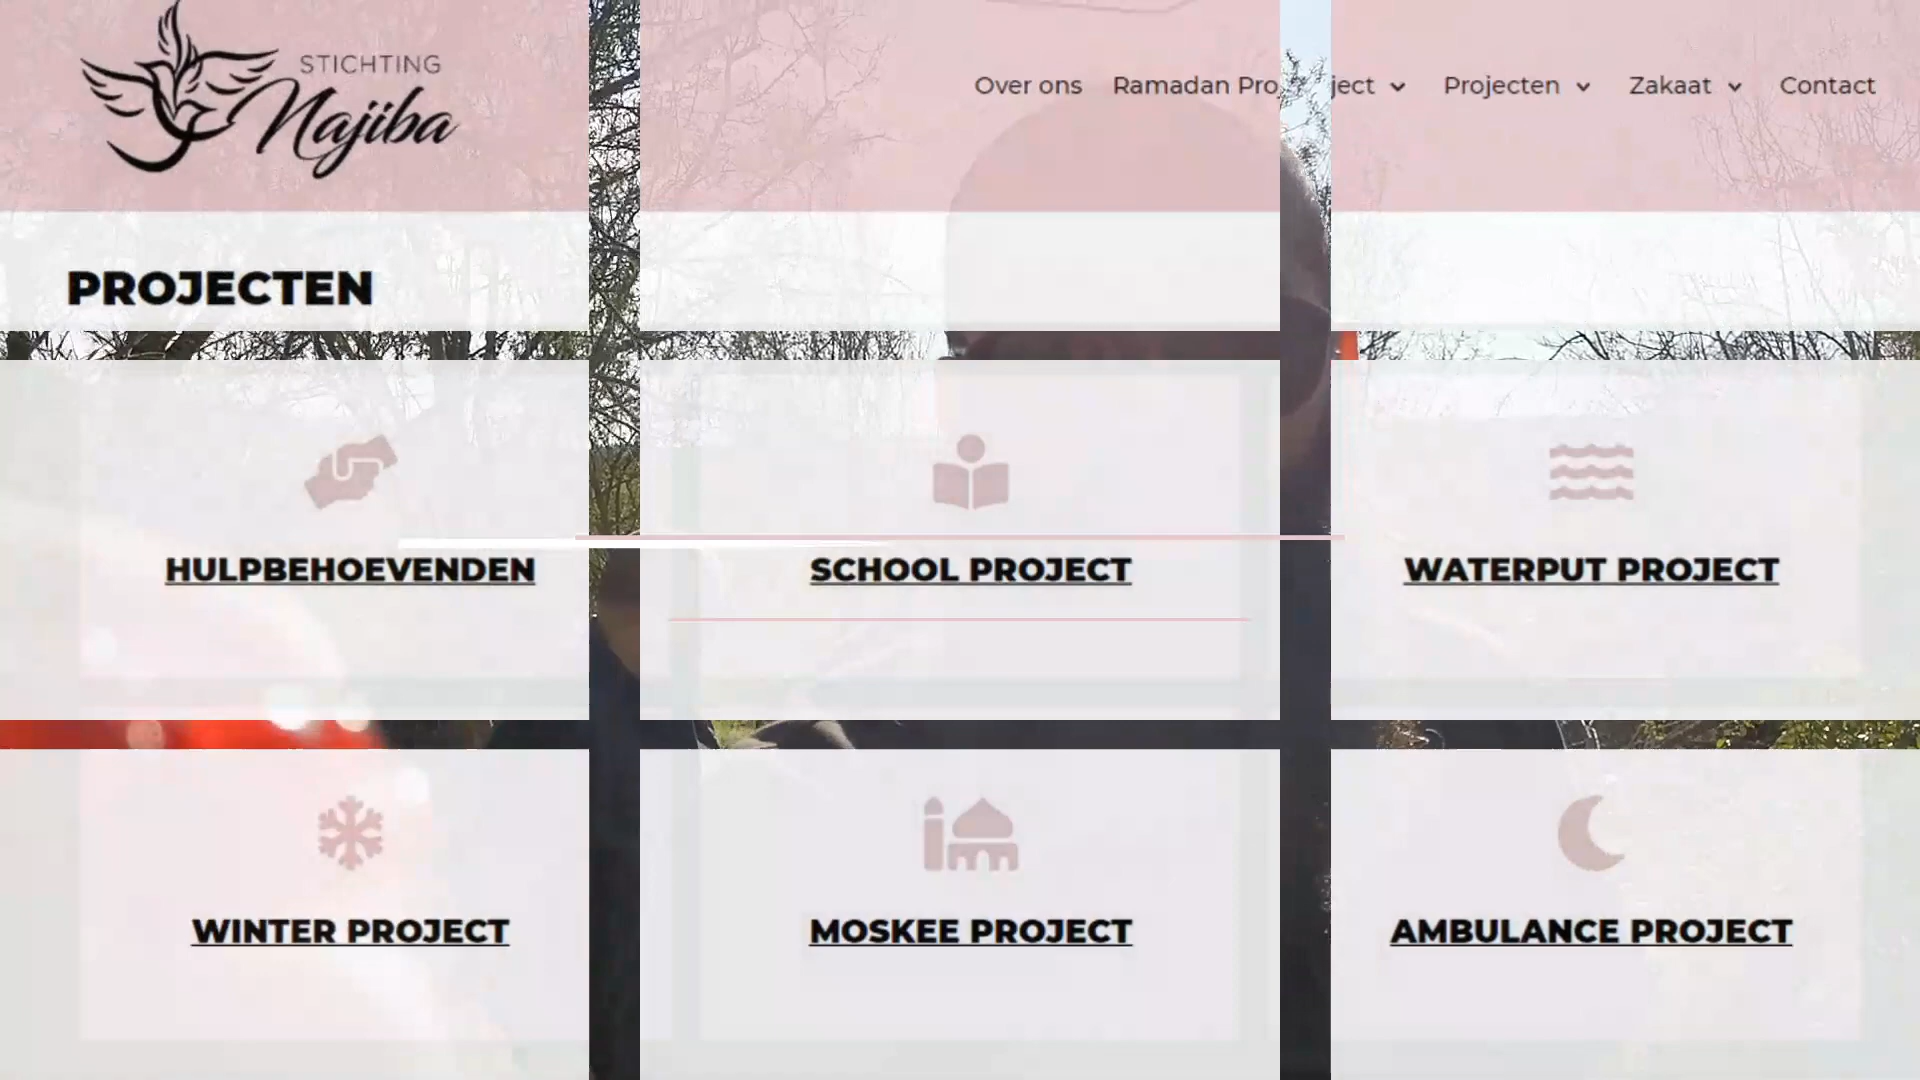 STICHTING
Najiba
Over ons Ramadan Pro ject Projecten Zakaat Contact
PROJECTEN
HULPBEHOEVENDEN SCHOOL PROJECT WATERPUT PROJECT
WINTER PROJECT MOSKEE PROJECT AMBULANCE PROJECT